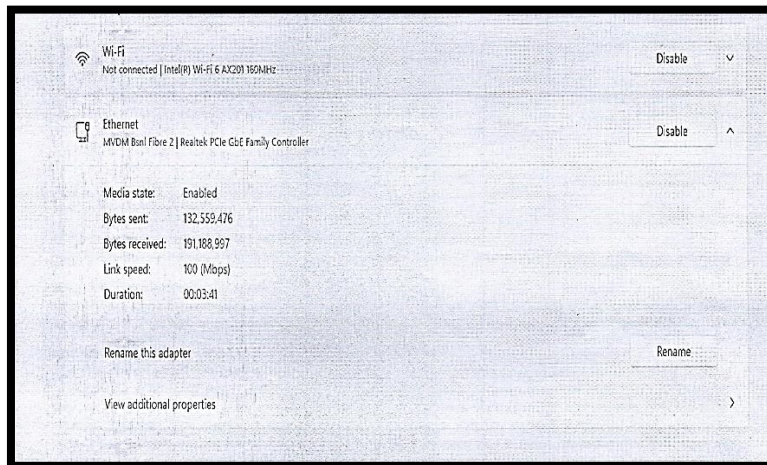 Wi-Fi
Not connected | Intel(R) Wi-Fi 6 AX201 160MHz
Disable
Ethernet
MVDM Bsnl Fibre 2 | Realtek PCIe GbE Family Controller
Disable
Media state: Enabled
Bytes sent: 132,559,476
Bytes received: 191,188,997
Link speed: 100 (Mbps)
Duration: 00:03:41
Rename this adapter
Rename
View additional properties